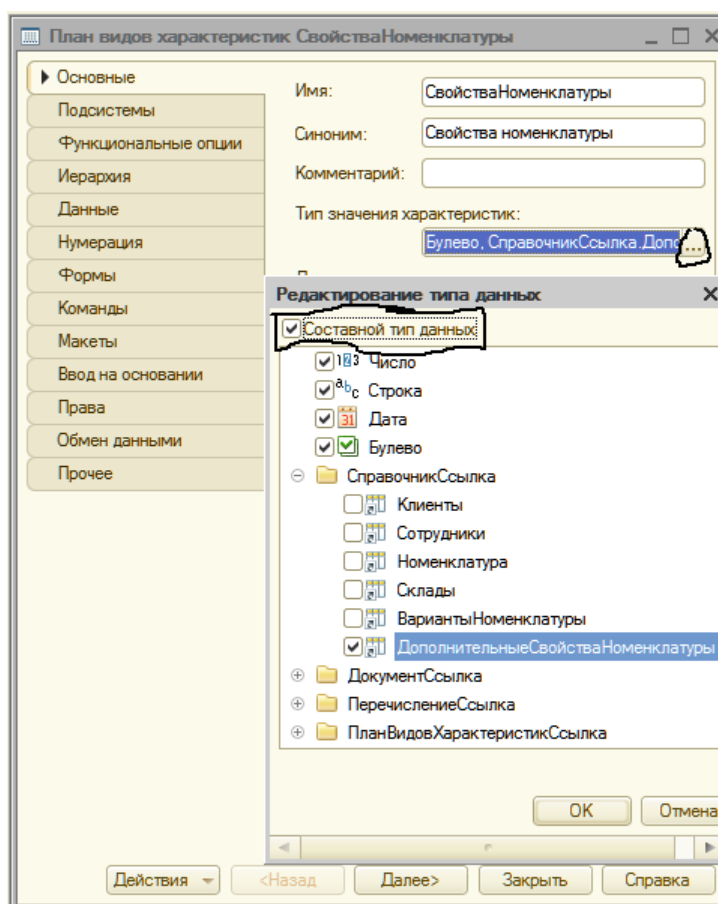 План видов характеристик СвойстваНоменклатуры
Основные
Подсистемы
Функциональные опции
Иерархия
Данные
Нумерация
Формы
Команды
Макеты
Ввод на основании
Права
Обмен данными
Прочее
Имя: СвойстваНоменклатуры
Синоним: Свойства номенклатуры
Комментарий:
Тип значения характеристик:
Булево, СправочникСсылка.Допо ...
Редактирование типа данных
Составной тип данных
Число
Строка
Дата
Булево
СправочникСсылка
Клиенты
Сотрудники
Номенклатура
Склады
ВариантыНоменклатуры
ДополнительныеСвойстваНоменклатуры
ДокументСсылка
ПеречислениеСсылка
ПланВидовХарактеристикСсылка
OK Отмена
Действия <Назад Далее> Закрыть Справка